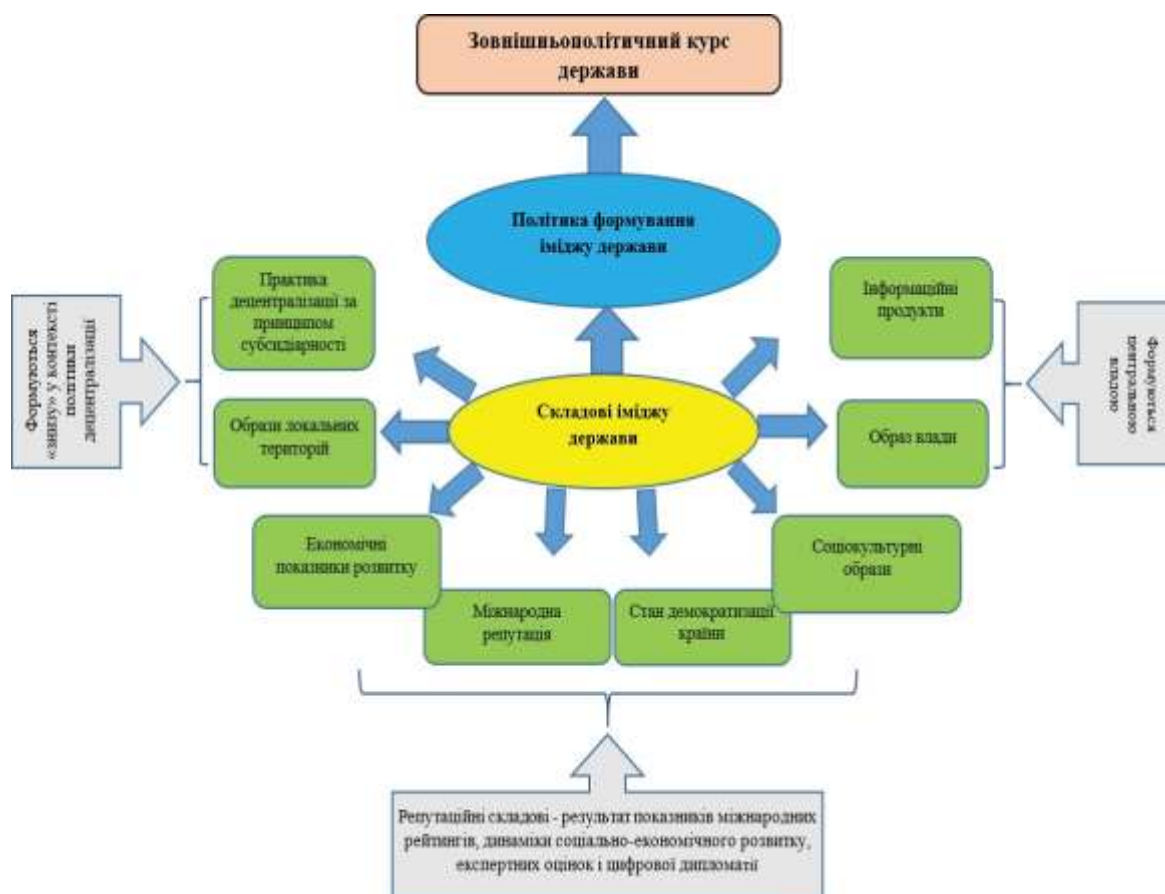 Зовнішньополітичний курс
держави
Політика формування
іміджу держави
Практика
децентралізації за
принципом
субсидіарності
Інформаційні
продукти
Формуються
«знизу» у контексті
політики
децентралізації
Формуються
центральною
владою
Складові іміджу
держави
Образи локальних
територій
Образ влади
Економічні
показники розвитку
Соціокультурні
образи
Міжнародна
репутація
Стан демократизації
країни
Репутаційні складові - результат показників міжнародних
рейтингів, динаміки соціально-економічного розвитку,
експертних оцінок і цифрової дипломатії